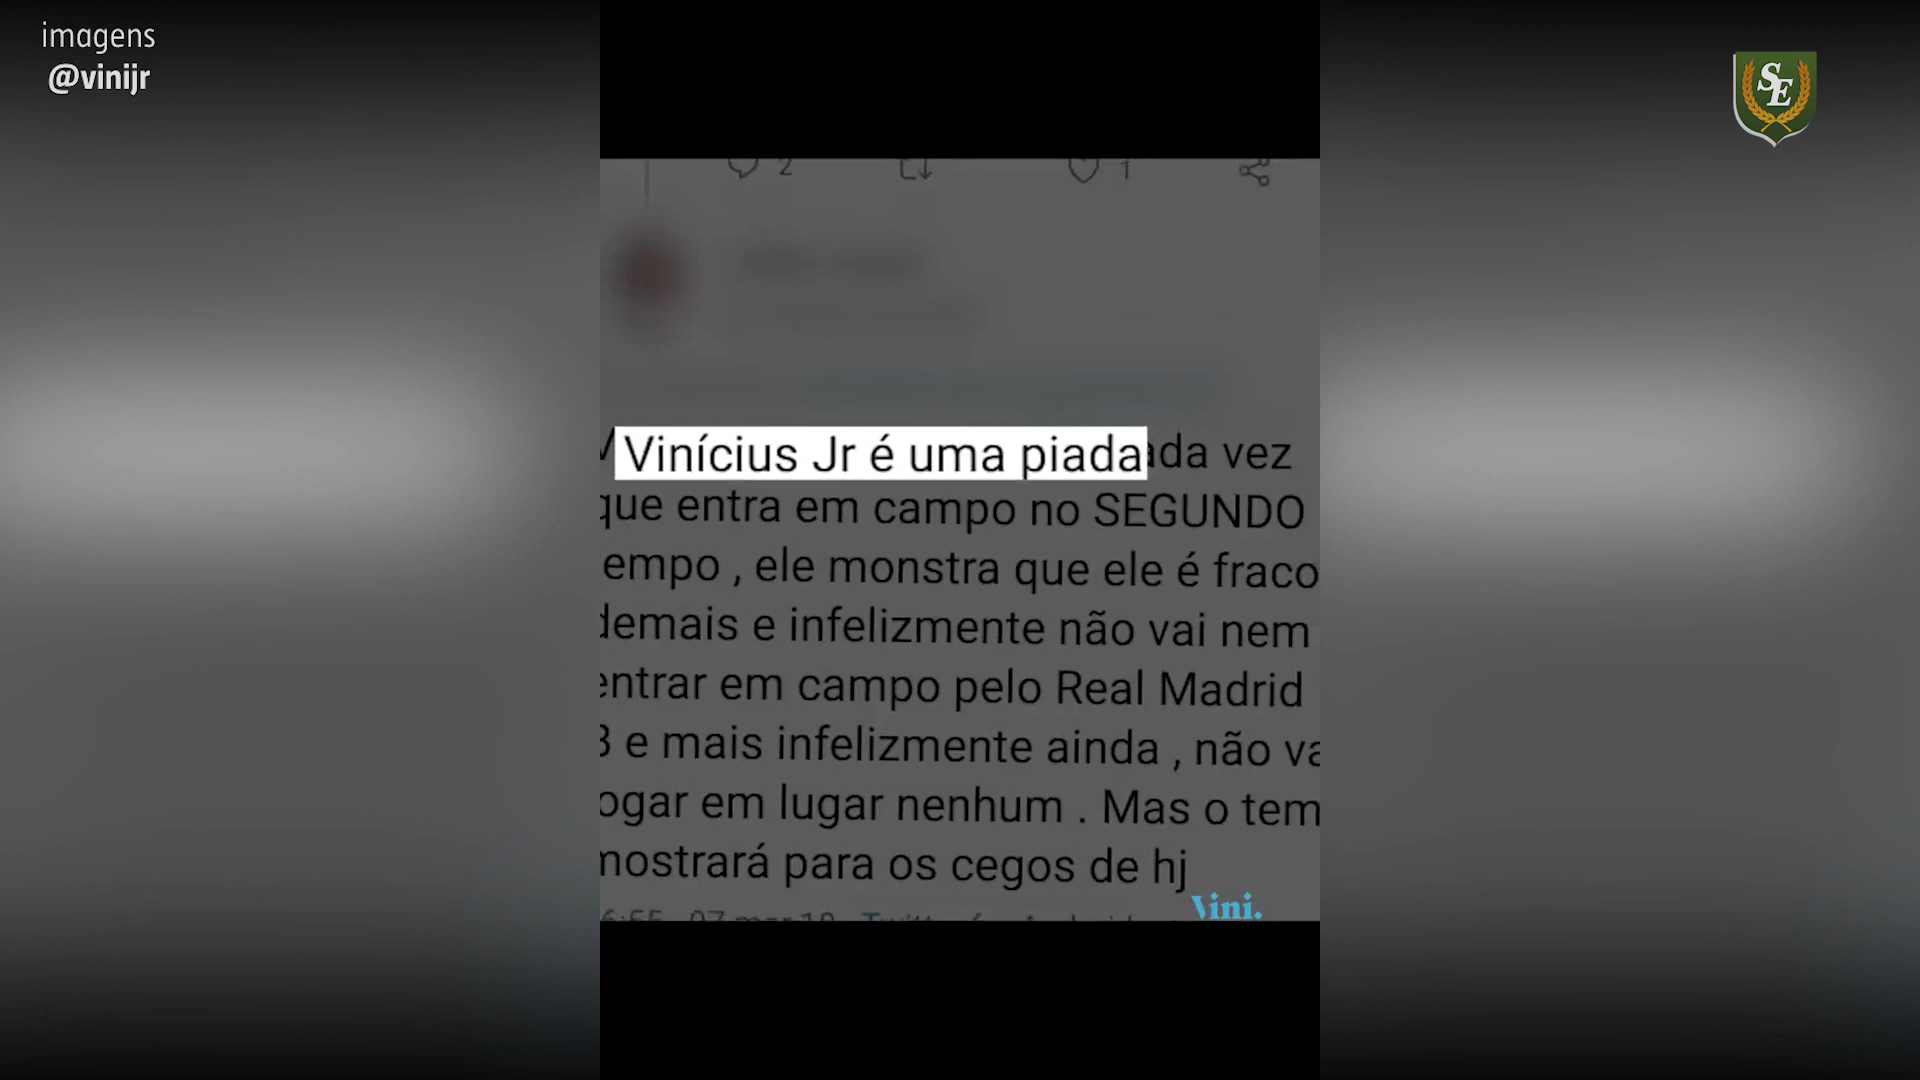 imagens
@vinijr
SE
2
1
Vinícius Jr é uma piada
ada vez
que entra em campo no SEGUNDO
empo , ele monstra que ele é fraco
demais e infelizmente não vai nem
entrar em campo pelo Real Madrid
B e mais infelizmente ainda , não va
ogar em lugar nenhum . Mas o tem
mostrará para os cegos de hj
Vini.